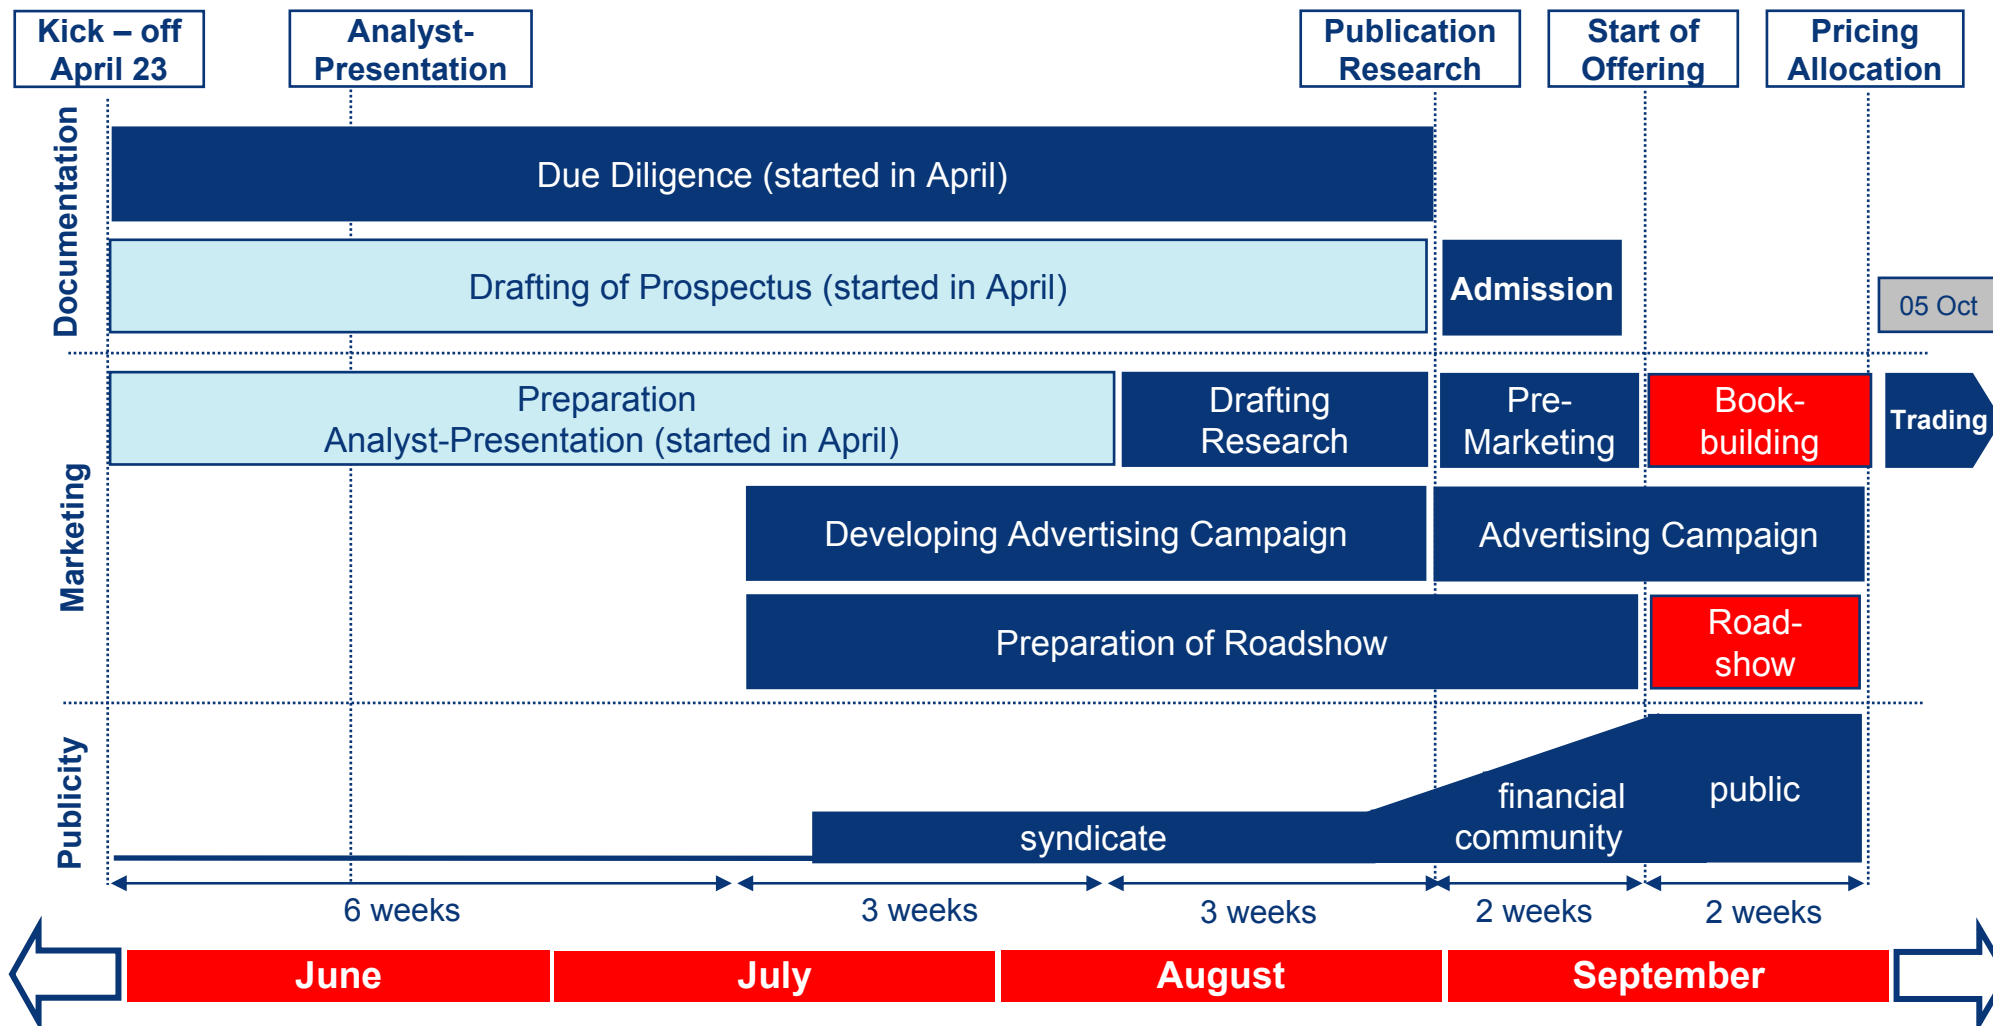 Kick – off
April 23
Analyst-
Presentation
Publication
Research
Start of
Offering
Pricing
Allocation
Documentation
Due Diligence (started in April)
Drafting of Prospectus (started in April)
Admission
05 Oct
Marketing
Preparation
Analyst-Presentation (started in April)
Drafting
Research
Pre-
Marketing
Book-
building
Trading
Developing Advertising Campaign
Advertising Campaign
Preparation of Roadshow
Road-
show
Publicity
syndicate
financial
community
public
6 weeks
3 weeks
3 weeks
2 weeks
2 weeks
June
July
August
September